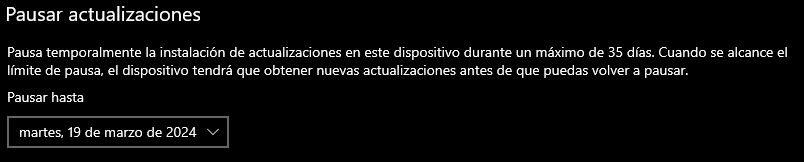 Pausar actualizaciones
Pausa temporalmente la instalación de actualizaciones en este dispositivo durante un máximo de 35 días. Cuando se alcance el
límite de pausa, el dispositivo tendrá que obtener nuevas actualizaciones antes de que puedas volver a pausar.
Pausar hasta
martes, 19 de marzo de 2024